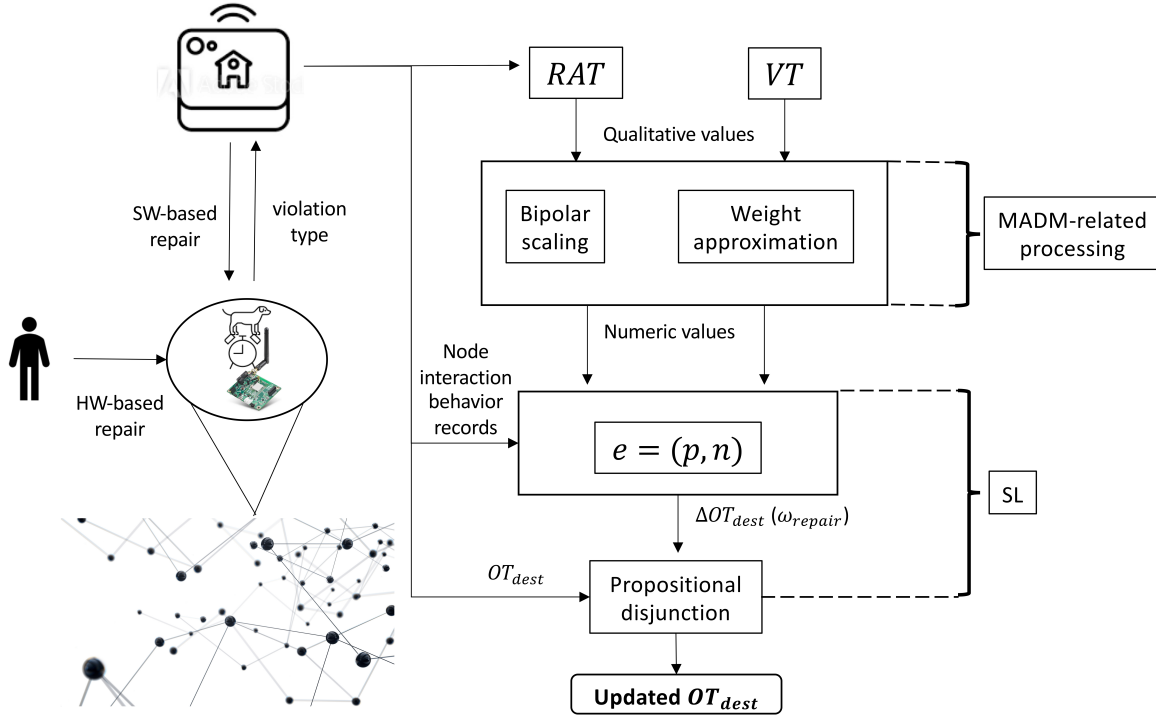 RAT
VT
Qualitative values
Bipolar
scaling
Weight
approximation
MADM-related
processing
SW-based
repair
violation
type
Numeric values
Node
interaction
behavior
records
HW-based
repair
e = (p, n)
SL
ΔOT_dest (ω_repair)
OT_dest
Propositional
disjunction
Updated OT_dest